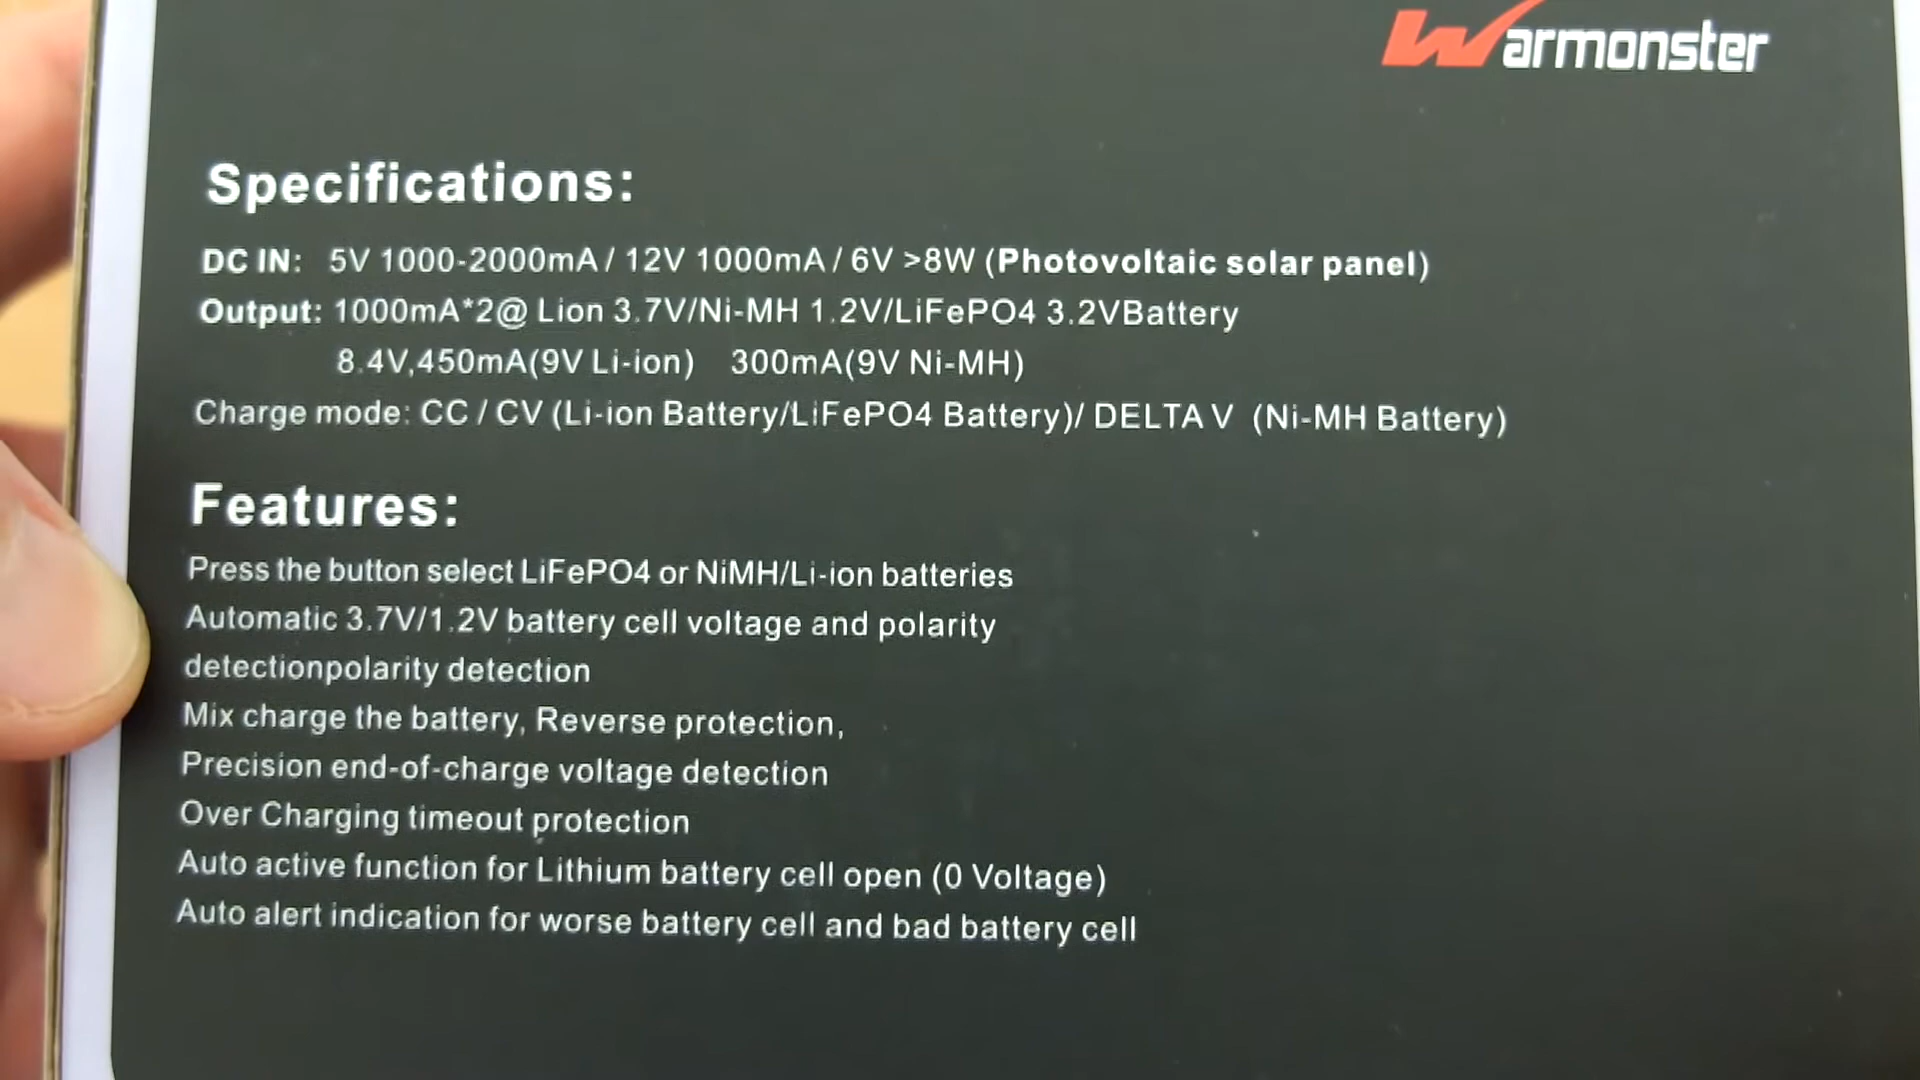 Warmonster
Specifications:
DC IN: 5V 1000-2000mA / 12V 1000mA / 6V >8W (Photovoltaic solar panel)
Output: 1000mA*2@ Lion 3.7V/Ni-MH 1.2V/LiFePO4 3.2VBattery
8.4V,450mA(9V Li-ion) 300mA(9V Ni-MH)
Charge mode: CC / CV (Li-ion Battery/LiFePO4 Battery)/ DELTA V (Ni-MH Battery)
Features:
Press the button select LiFePO4 or NiMH/Li-ion batteries
Automatic 3.7V/1.2V battery cell voltage and polarity
detectionpolarity detection
Mix charge the battery, Reverse protection,
Precision end-of-charge voltage detection
Over Charging timeout protection
Auto active function for Lithium battery cell open (0 Voltage)
Auto alert indication for worse battery cell and bad battery cell